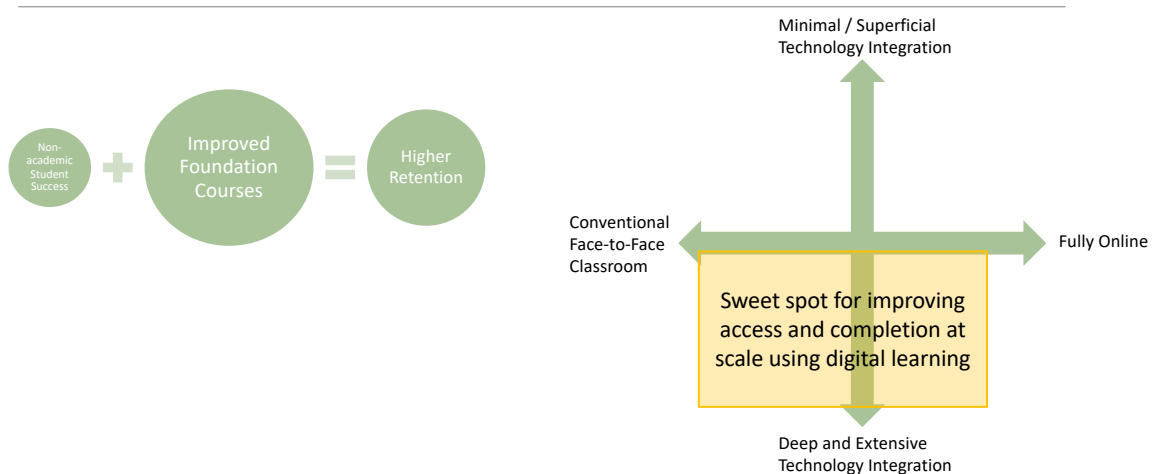 Non-
academic
Student
Success
Improved
Foundation
Courses
Higher
Retention
Minimal / Superficial
Technology Integration
Conventional
Face-to-Face
Classroom
Fully Online
Sweet spot for improving
access and completion at
scale using digital learning
Deep and Extensive
Technology Integration